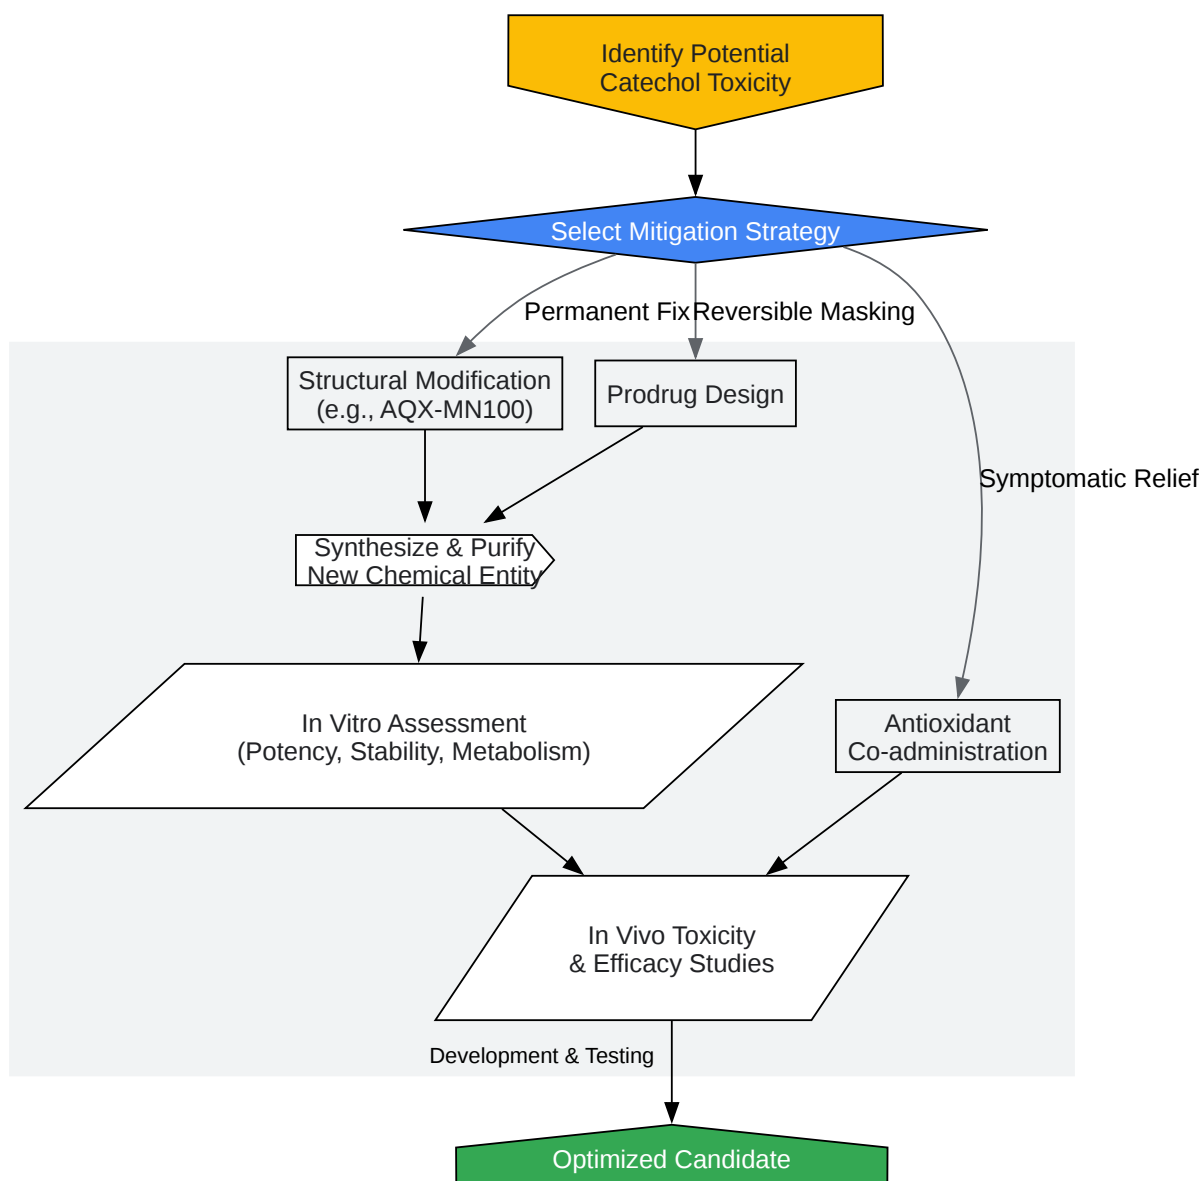 Identify Potential
Catechol Toxicity
Select Mitigation Strategy
Permanent Fix
Reversible Masking
Structural Modification
(e.g., AQX-MN100)
Prodrug Design
Symptomatic Relief
Synthesize & Purify
New Chemical Entity
In Vitro Assessment
(Potency, Stability, Metabolism)
Antioxidant
Co-administration
In Vivo Toxicity
& Efficacy Studies
Development & Testing
Optimized Candidate